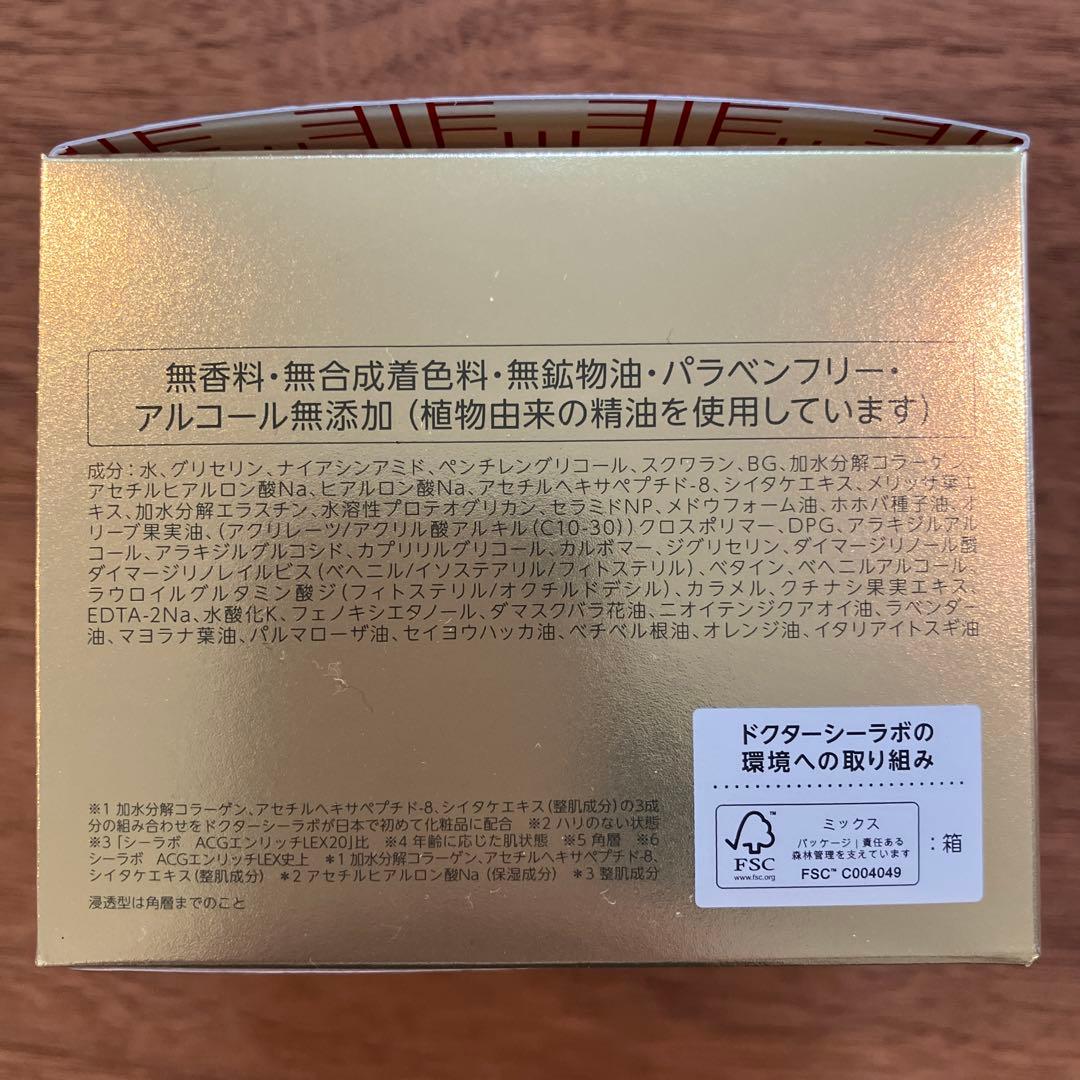 無香料・無合成着色料・無鉱物油・パラベンフリー・
アルコール無添加（植物由来の精油を使用しています）
成分：水、グリセリン、ナイアシンアミド、ペンチレングリコール、スクワラン、BG、加水分解コラーゲン、
アセチルヒアルロン酸Na、ヒアルロン酸Na、アセチルヘキサペプチド-8、シイタケエキス、メリッサ葉エ
キス、加水分解エラスチン、水溶性プロテオグリカン、セラミドNP、メドウフォーム油、ホホバ種子油、オ
リーブ果実油、（アクリレーツ/アクリル酸アルキル（C10-30））クロスポリマー、DPG、アラキジルアル
コール、アラキジルグルコシド、カプリリルグリコール、カルボマー、ジグリセリン、ダイマージリノール酸
ダイマージリノレイルビス（ベヘニル/イソステアリル/フィトステリル）、ベタイン、ベヘニルアルコール、
ラウロイルグルタミン酸ジ（フィトステリル/オクチルドデシル）、カラメル、クチナシ果実エキス、
EDTA-2Na、水酸化K、フェノキシエタノール、ダマスクバラ花油、ニオイテンジクアオイ油、ラベンダー
油、マヨラナ葉油、パルマローザ油、セイヨウハッカ油、ベチベル根油、オレンジ油、イタリアイトスギ油
※1 加水分解コラーゲン、アセチルヘキサペプチド-8、シイタケエキス（整肌成分）の3成
分の組み合わせをドクターシーラボが日本で初めて化粧品に配合 ※2 ハリのない状態
※3「シーラボ ACGエンリッチLEX20」比 ※4 年齢に応じた肌状態 ※5 角層 ※6
シーラボ ACGエンリッチLEX史上 ＊1 加水分解コラーゲン、アセチルヘキサペプチド-8、
シイタケエキス（整肌成分） ＊2 アセチルヒアルロン酸Na（保湿成分） ＊3 整肌成分
浸透型は角層までのこと
ドクターシーラボの
環境への取り組み
FSC
www.fsc.org
ミックス
パッケージ｜責任ある
森林管理を支えています
FSC™ C004049
：箱